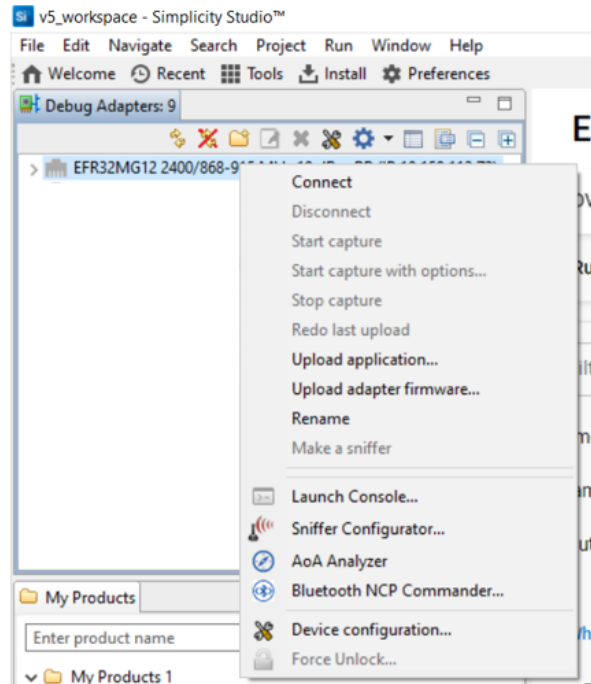 v5_workspace - Simplicity Studio™
File Edit Navigate Search Project Run Window Help
Welcome Recent Tools Install Preferences
Debug Adapters: 9
EFR32MG12 2400/868-915
Connect
Disconnect
Start capture
Start capture with options...
Stop capture
Redo last upload
Upload application...
Upload adapter firmware...
Rename
Make a sniffer
Launch Console...
Sniffer Configurator...
AoA Analyzer
Bluetooth NCP Commander...
Device configuration...
Force Unlock...
My Products
Enter product name
My Products 1